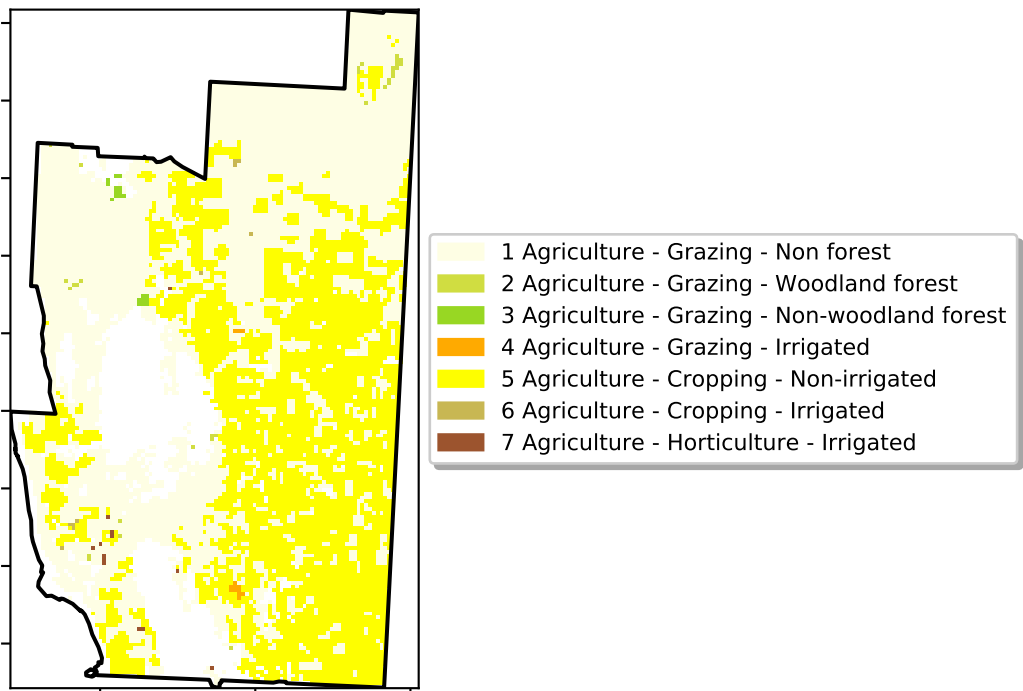 1 Agriculture - Grazing - Non forest
2 Agriculture - Grazing - Woodland forest
3 Agriculture - Grazing - Non-woodland forest
4 Agriculture - Grazing - Irrigated
5 Agriculture - Cropping - Non-irrigated
6 Agriculture - Cropping - Irrigated
7 Agriculture - Horticulture - Irrigated